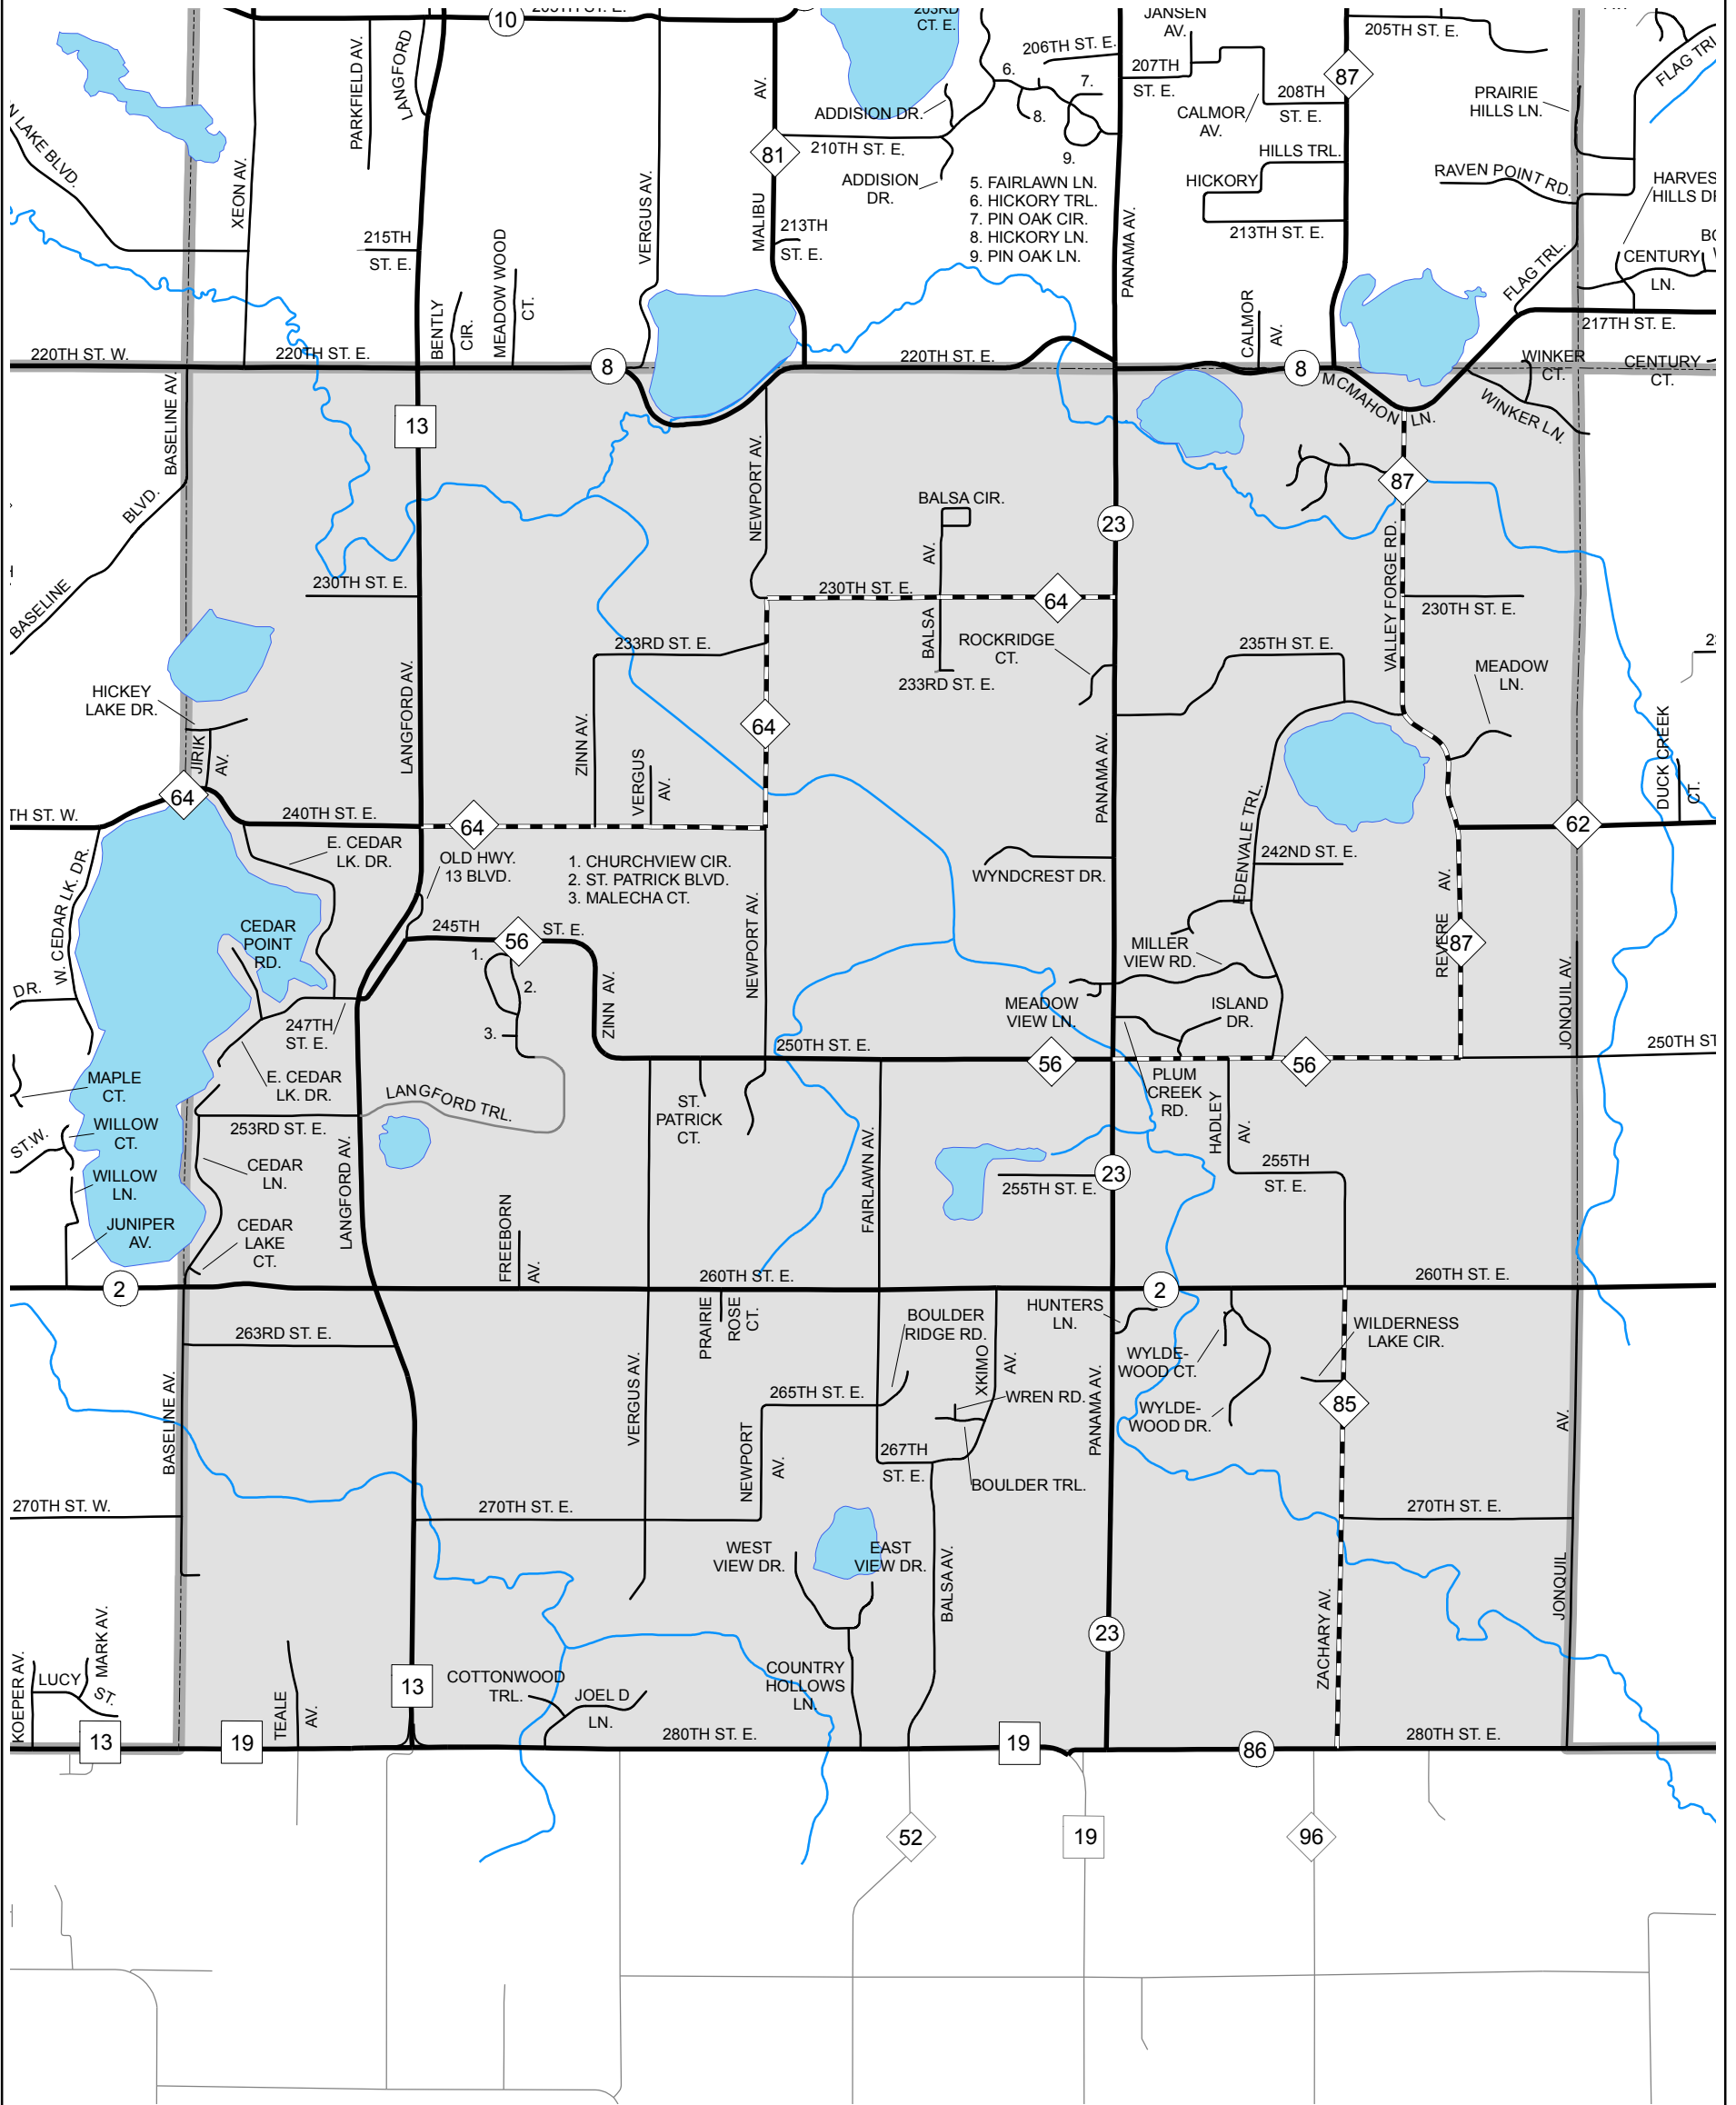 10
203RD
CT. E.
JANSEN
AV.
205TH ST. E.
206TH ST. E.
207TH
ST. E.
87
208TH
ST. E.
CALMOR
AV.
PRAIRIE
HILLS LN.
PARKFIELD AV.
LANGFORD
XEON AV.
AV.
81
MALIBU
ADDISION DR.
210TH ST. E.
ADDISION
DR.
6.
7.
8.
9.
5. FAIRLAWN LN.
6. HICKORY TRL.
7. PIN OAK CIR.
8. HICKORY LN.
9. PIN OAK LN.
HILLS TRL.
HICKORY
213TH ST. E.
RAVEN POINT RD.
PANAMA AV.
VERGUS AV.
213TH
ST. E.
215TH
ST. E.
BENTLY
CIR.
MEADOW WOOD
CT.
FLAG TRL.
CENTURY
LN.
217TH ST. E.
CALMOR
AV.
220TH ST. W.
220TH ST. E.
8
220TH ST. E.
8
MCMAHON
LN.
WINKER
CT.
CENTURY
CT.
WINKER LN.
BASELINE AV.
13
BLVD.
BASELINE
NEWPORT AV.
BALSA CIR.
AV.
BALSA
23
87
VALLEY FORGE RD.
230TH ST. E.
230TH ST. E.
64
230TH ST. E.
233RD ST. E.
233RD ST. E.
ROCKRIDGE
CT.
235TH ST. E.
MEADOW
LN.
HICKEY
LAKE DR.
JIRIK
AV.
LANGFORD AV.
ZINN AV.
VERGUS
AV.
64
PANAMA AV.
DUCK CREEK
CT.
64
TH ST. W.
240TH ST. E.
64
62
E. CEDAR
LK. DR.
OLD HWY.
13 BLVD.
1. CHURCHVIEW CIR.
2. ST. PATRICK BLVD.
3. MALECHA CT.
WYNDCREST DR.
EDENVALE TRL.
242ND ST. E.
W. CEDAR LK. DR.
CEDAR
POINT
RD.
245TH
56
ST. E.
1.
2.
3.
ZINN AV.
NEWPORT AV.
MILLER
VIEW RD.
REVERE
AV.
87
DR.
247TH
ST. E.
MEADOW
VIEW LN.
ISLAND
DR.
JONQUIL AV.
250TH ST. E.
56
56
250TH ST
MAPLE
CT.
E. CEDAR
LK. DR.
LANGFORD TRL.
ST.
PATRICK
CT.
PLUM
CREEK
RD.
HADLEY
AV.
ST.W.
WILLOW
CT.
253RD ST. E.
WILLOW
LN.
CEDAR
LN.
LANGFORD AV.
FAIRLAWN AV.
255TH ST. E.
23
255TH
ST. E.
JUNIPER
AV.
CEDAR
LAKE
CT.
FREEBORN
AV.
2
260TH ST. E.
2
260TH ST. E.
PRAIRIE
ROSE
CT.
BOULDER
RIDGE RD.
HUNTERS
LN.
263RD ST. E.
WYLDE-
WOOD CT.
WILDERNESS
LAKE CIR.
BASELINE AV.
VERGUS AV.
265TH ST. E.
XKIMO
AV.
WREN RD.
PANAMA AV.
WYLDE-
WOOD DR.
85
AV.
NEWPORT
AV.
267TH
ST. E.
BOULDER TRL.
270TH ST. W.
270TH ST. E.
270TH ST. E.
WEST
VIEW DR.
EAST
VIEW DR.
BALSA AV.
ZACHARY AV.
JONQUIL
23
KOEPER AV.
LUCY
ST.
MARK AV.
TEALE
AV.
13
COTTONWOOD
TRL.
JOEL D
LN.
COUNTRY
HOLLOWS
LN.
13
19
280TH ST. E.
19
86
280TH ST. E.
52
19
96